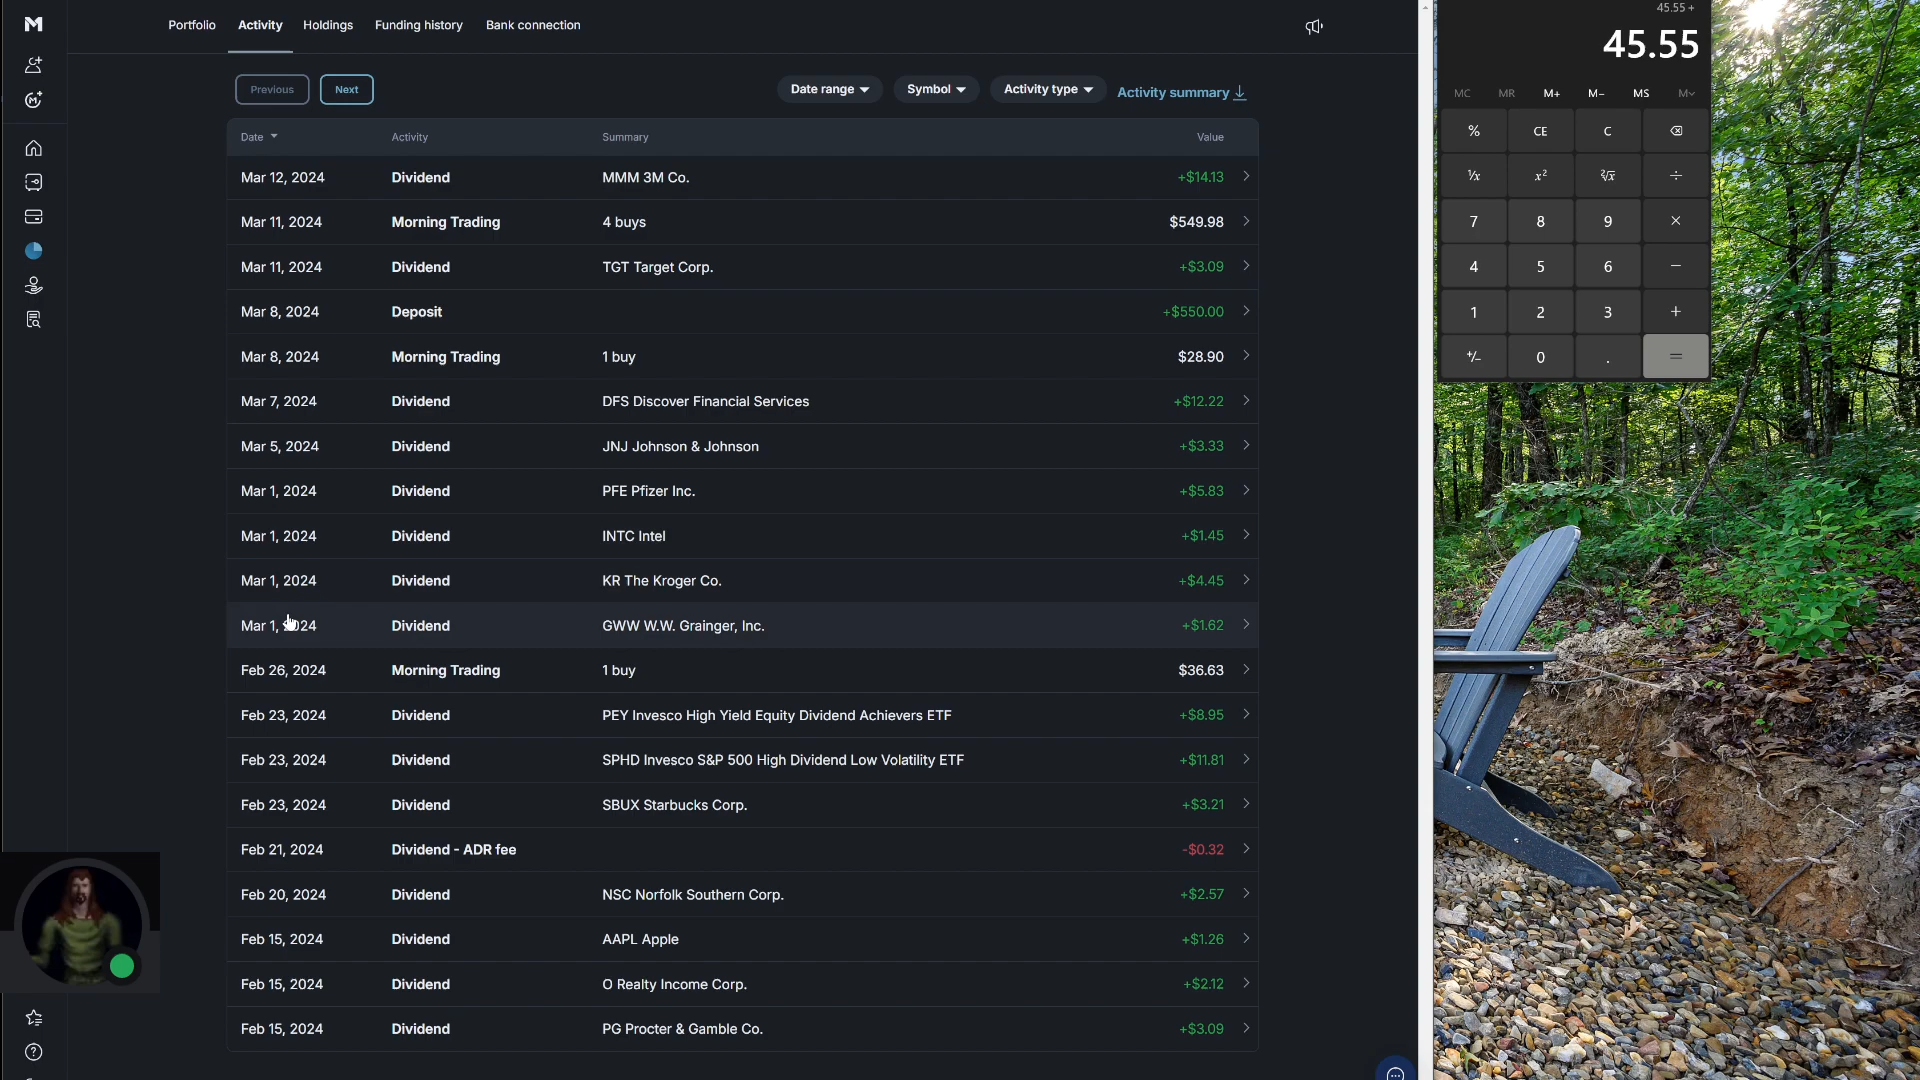 Portfolio Activity Holdings Funding history Bank connection
Previous Next Date range Symbol Activity type Activity summary
Date Activity Summary Value
Mar 12, 2024 Dividend MMM 3M Co. +$14.13
Mar 11, 2024 Morning Trading 4 buys $549.98
Mar 11, 2024 Dividend TGT Target Corp. +$3.09
Mar 8, 2024 Deposit +$550.00
Mar 8, 2024 Morning Trading 1 buy $28.90
Mar 7, 2024 Dividend DFS Discover Financial Services +$12.22
Mar 5, 2024 Dividend JNJ Johnson & Johnson +$3.33
Mar 1, 2024 Dividend PFE Pfizer Inc. +$5.83
Mar 1, 2024 Dividend INTC Intel +$1.45
Mar 1, 2024 Dividend KR The Kroger Co. +$4.45
Mar 1, 2024 Dividend GWW W.W. Grainger, Inc. +$1.62
Feb 26, 2024 Morning Trading 1 buy $36.63
Feb 23, 2024 Dividend PEY Invesco High Yield Equity Dividend Achievers ETF +$8.95
Feb 23, 2024 Dividend SPHD Invesco S&P 500 High Dividend Low Volatility ETF +$11.81
Feb 23, 2024 Dividend SBUX Starbucks Corp. +$3.21
Feb 21, 2024 Dividend - ADR fee -$0.32
Feb 20, 2024 Dividend NSC Norfolk Southern Corp. +$2.57
Feb 15, 2024 Dividend AAPL Apple +$1.26
Feb 15, 2024 Dividend O Realty Income Corp. +$2.12
Feb 15, 2024 Dividend PG Procter & Gamble Co. +$3.09
45.55 +
45.55
MC MR M+ M− MS M˅
% CE C ⌫
¹/x x² ²√x ÷
7 8 9 ×
4 5 6 −
1 2 3 +
+/− 0 . =